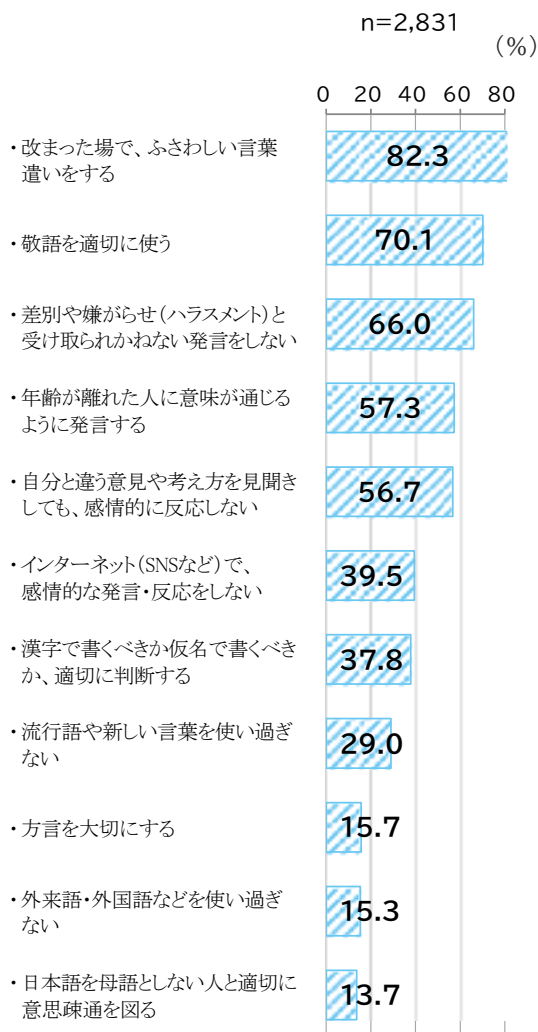 n=2,831
(%)
0 20 40 60 80
・改まった場で、ふさわしい言葉
遣いをする
82.3
・敬語を適切に使う
70.1
・差別や嫌がらせ(ハラスメント)と
受け取られかねない発言をしない
66.0
・年齢が離れた人に意味が通じる
ように発言する
57.3
・自分と違う意見や考え方を見聞き
しても、感情的に反応しない
56.7
・インターネット(SNSなど)で、
感情的な発言・反応をしない
39.5
・漢字で書くべきか仮名で書くべき
か、適切に判断する
37.8
・流行語や新しい言葉を使い過ぎ
ない
29.0
・方言を大切にする
15.7
・外来語・外国語などを使い過ぎ
ない
15.3
・日本語を母語としない人と適切に
意思疎通を図る
13.7